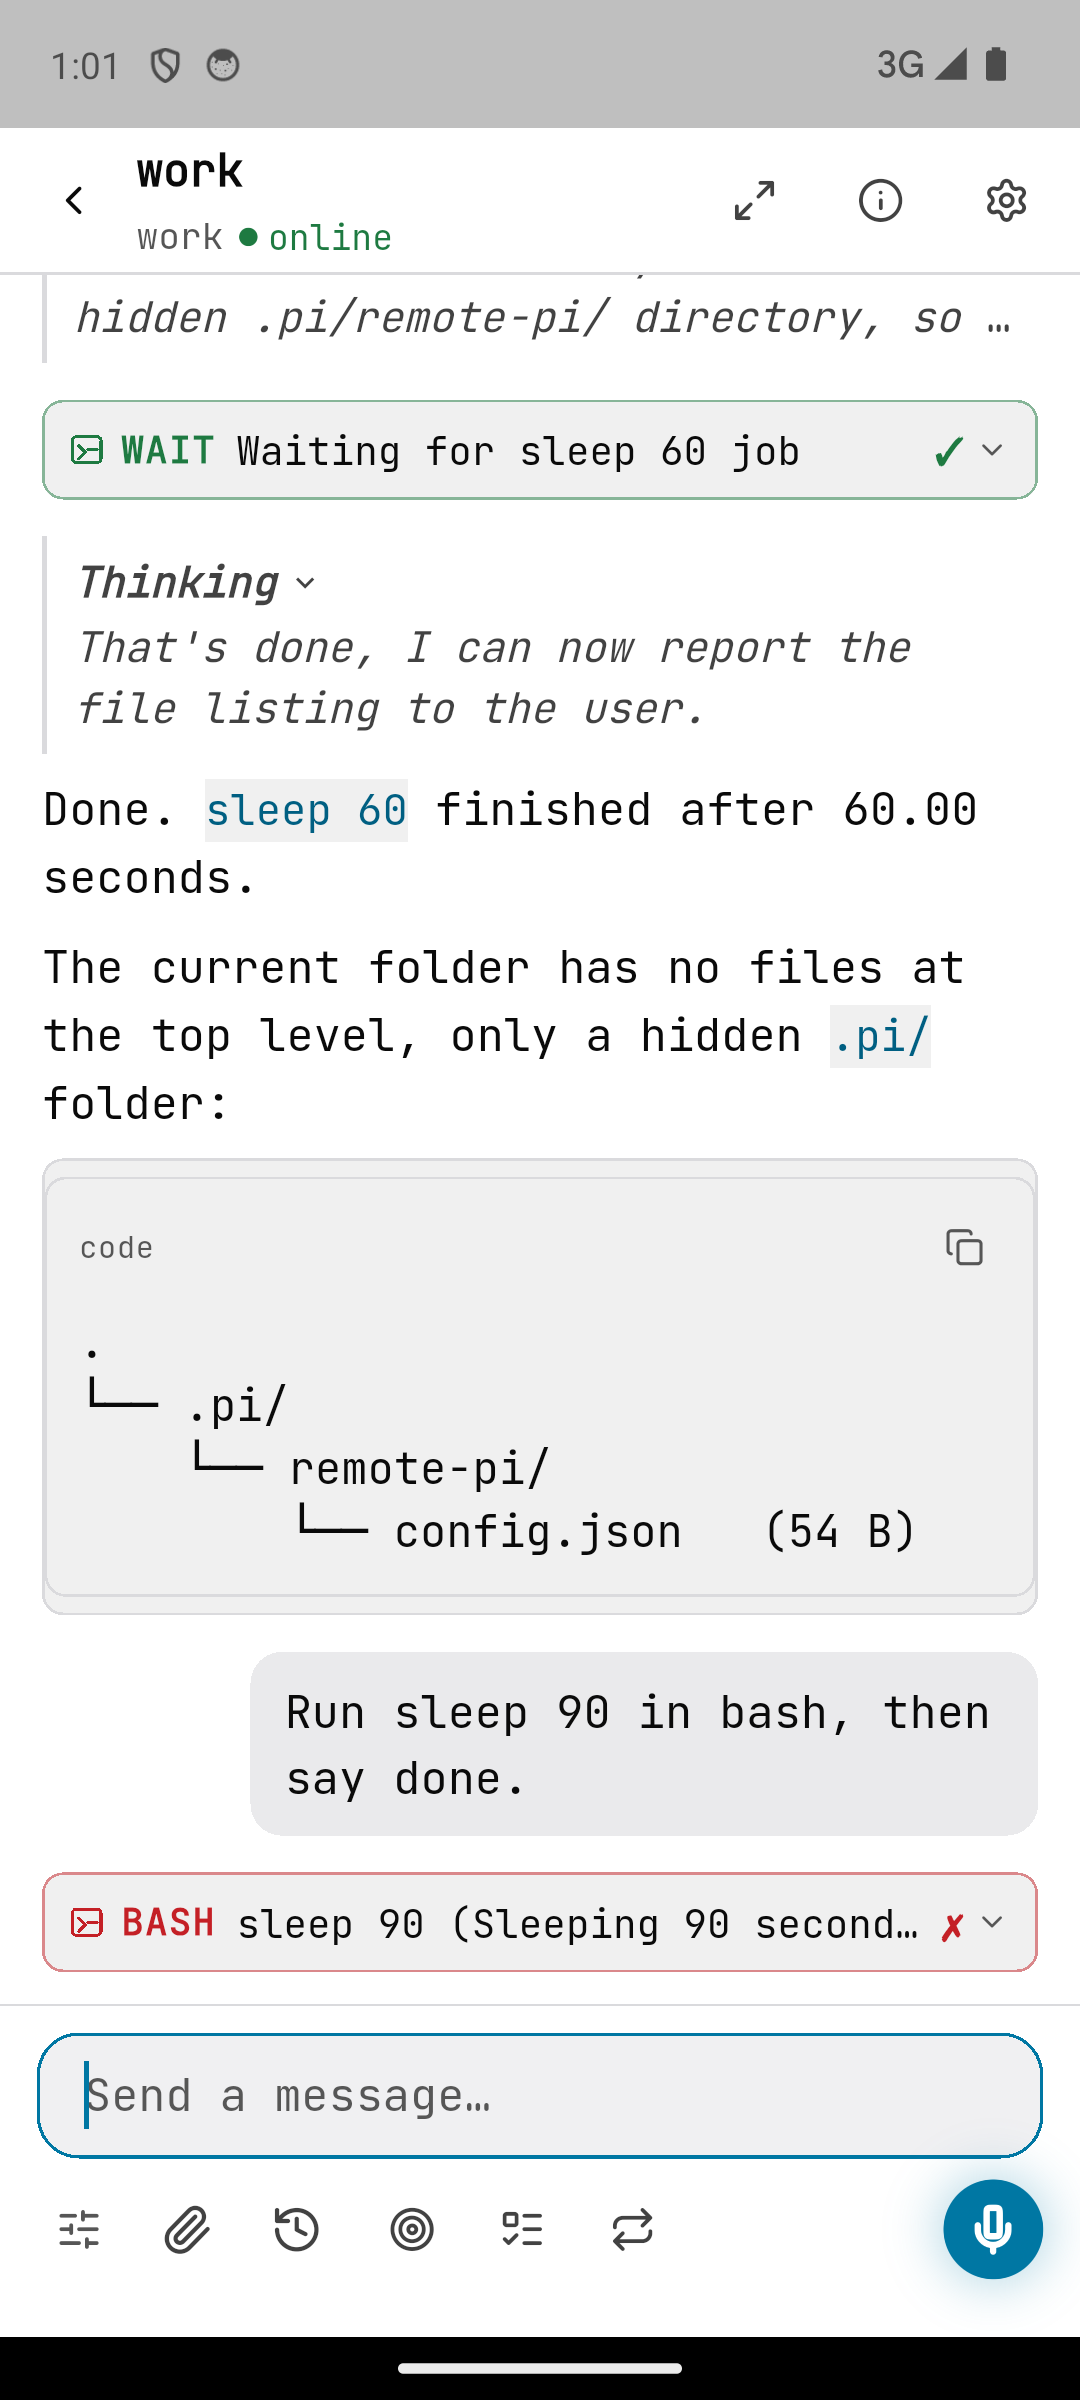 1:01 3G
work
work online
hidden .pi/remote-pi/ directory, so …
WAIT Waiting for sleep 60 job ✓
Thinking
That's done, I can now report the
file listing to the user.
Done. sleep 60 finished after 60.00
seconds.
The current folder has no files at
the top level, only a hidden .pi/
folder:
code
.
└── .pi/
    └── remote-pi/
        └── config.json   (54 B)
Run sleep 90 in bash, then
say done.
BASH sleep 90 (Sleeping 90 second… ✗
Send a message…